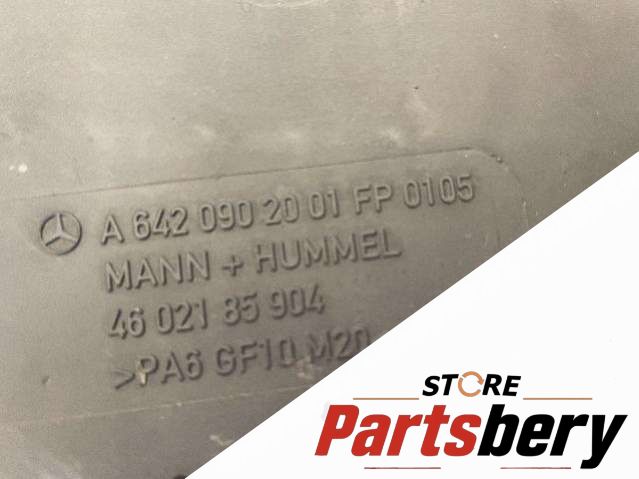 A 642 090 20 01 FP 0105
MANN + HUMMEL
46 021 85 904
>PA6 GF10 M20
STORE
Partsbery